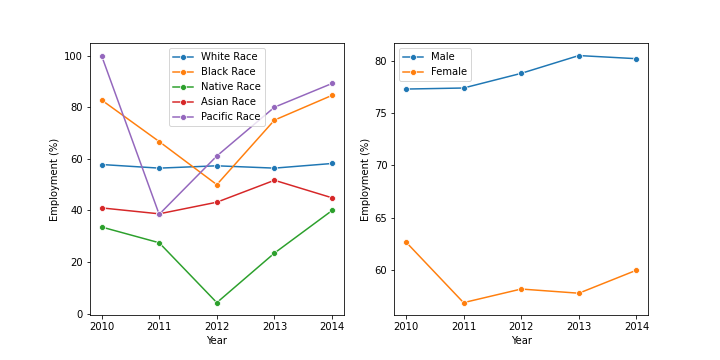 White Race
Black Race
Native Race
Asian Race
Pacific Race
100
80
60
40
20
0
Employment (%)
2010 2011 2012 2013 2014
Year
Male
Female
80
75
70
65
60
Employment (%)
2010 2011 2012 2013 2014
Year